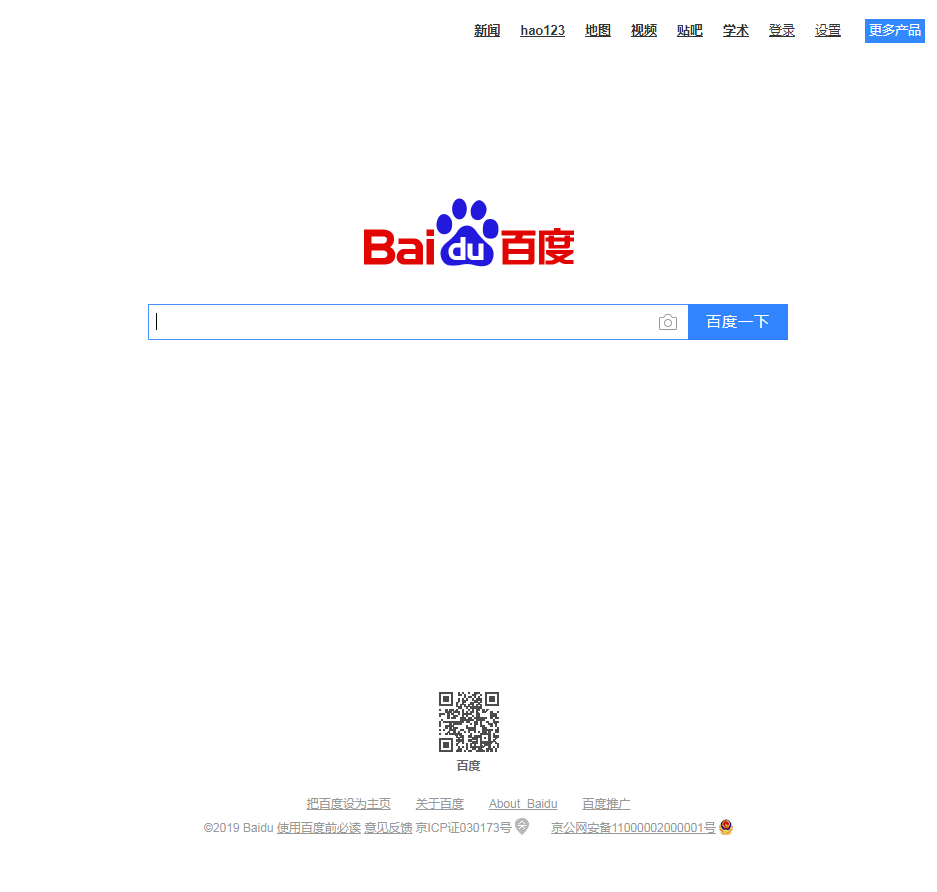 新闻 hao123 地图 视频 贴吧 学术 登录 设置 更多产品
Bai du 百度
百度一下
百度
把百度设为主页 关于百度 About Baidu 百度推广
©2019 Baidu 使用百度前必读 意见反馈 京ICP证030173号 京公网安备11000002000001号